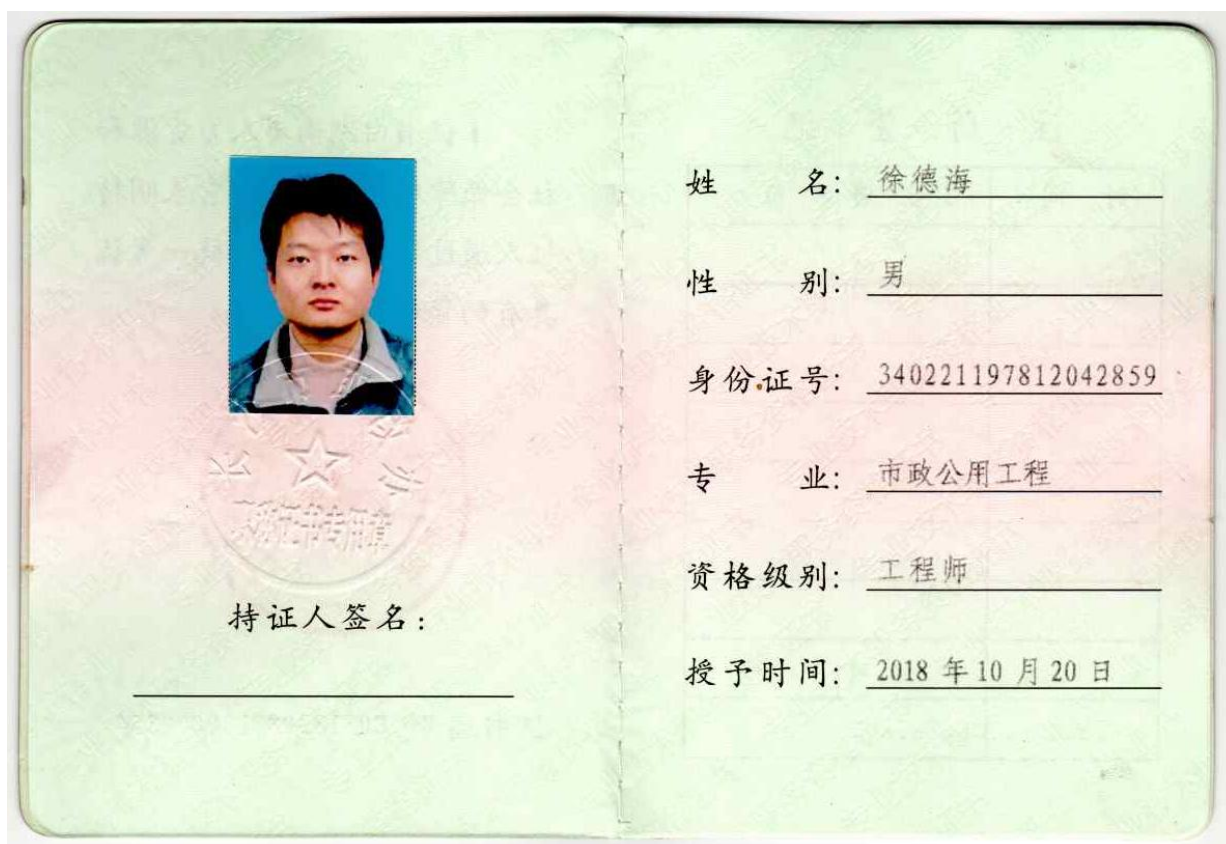 姓 名: 徐德海
性 别: 男
身份证号: 340221197812042859
专 业: 市政公用工程
资格级别: 工程师
授予时间: 2018 年 10 月 20 日
持证人签名: